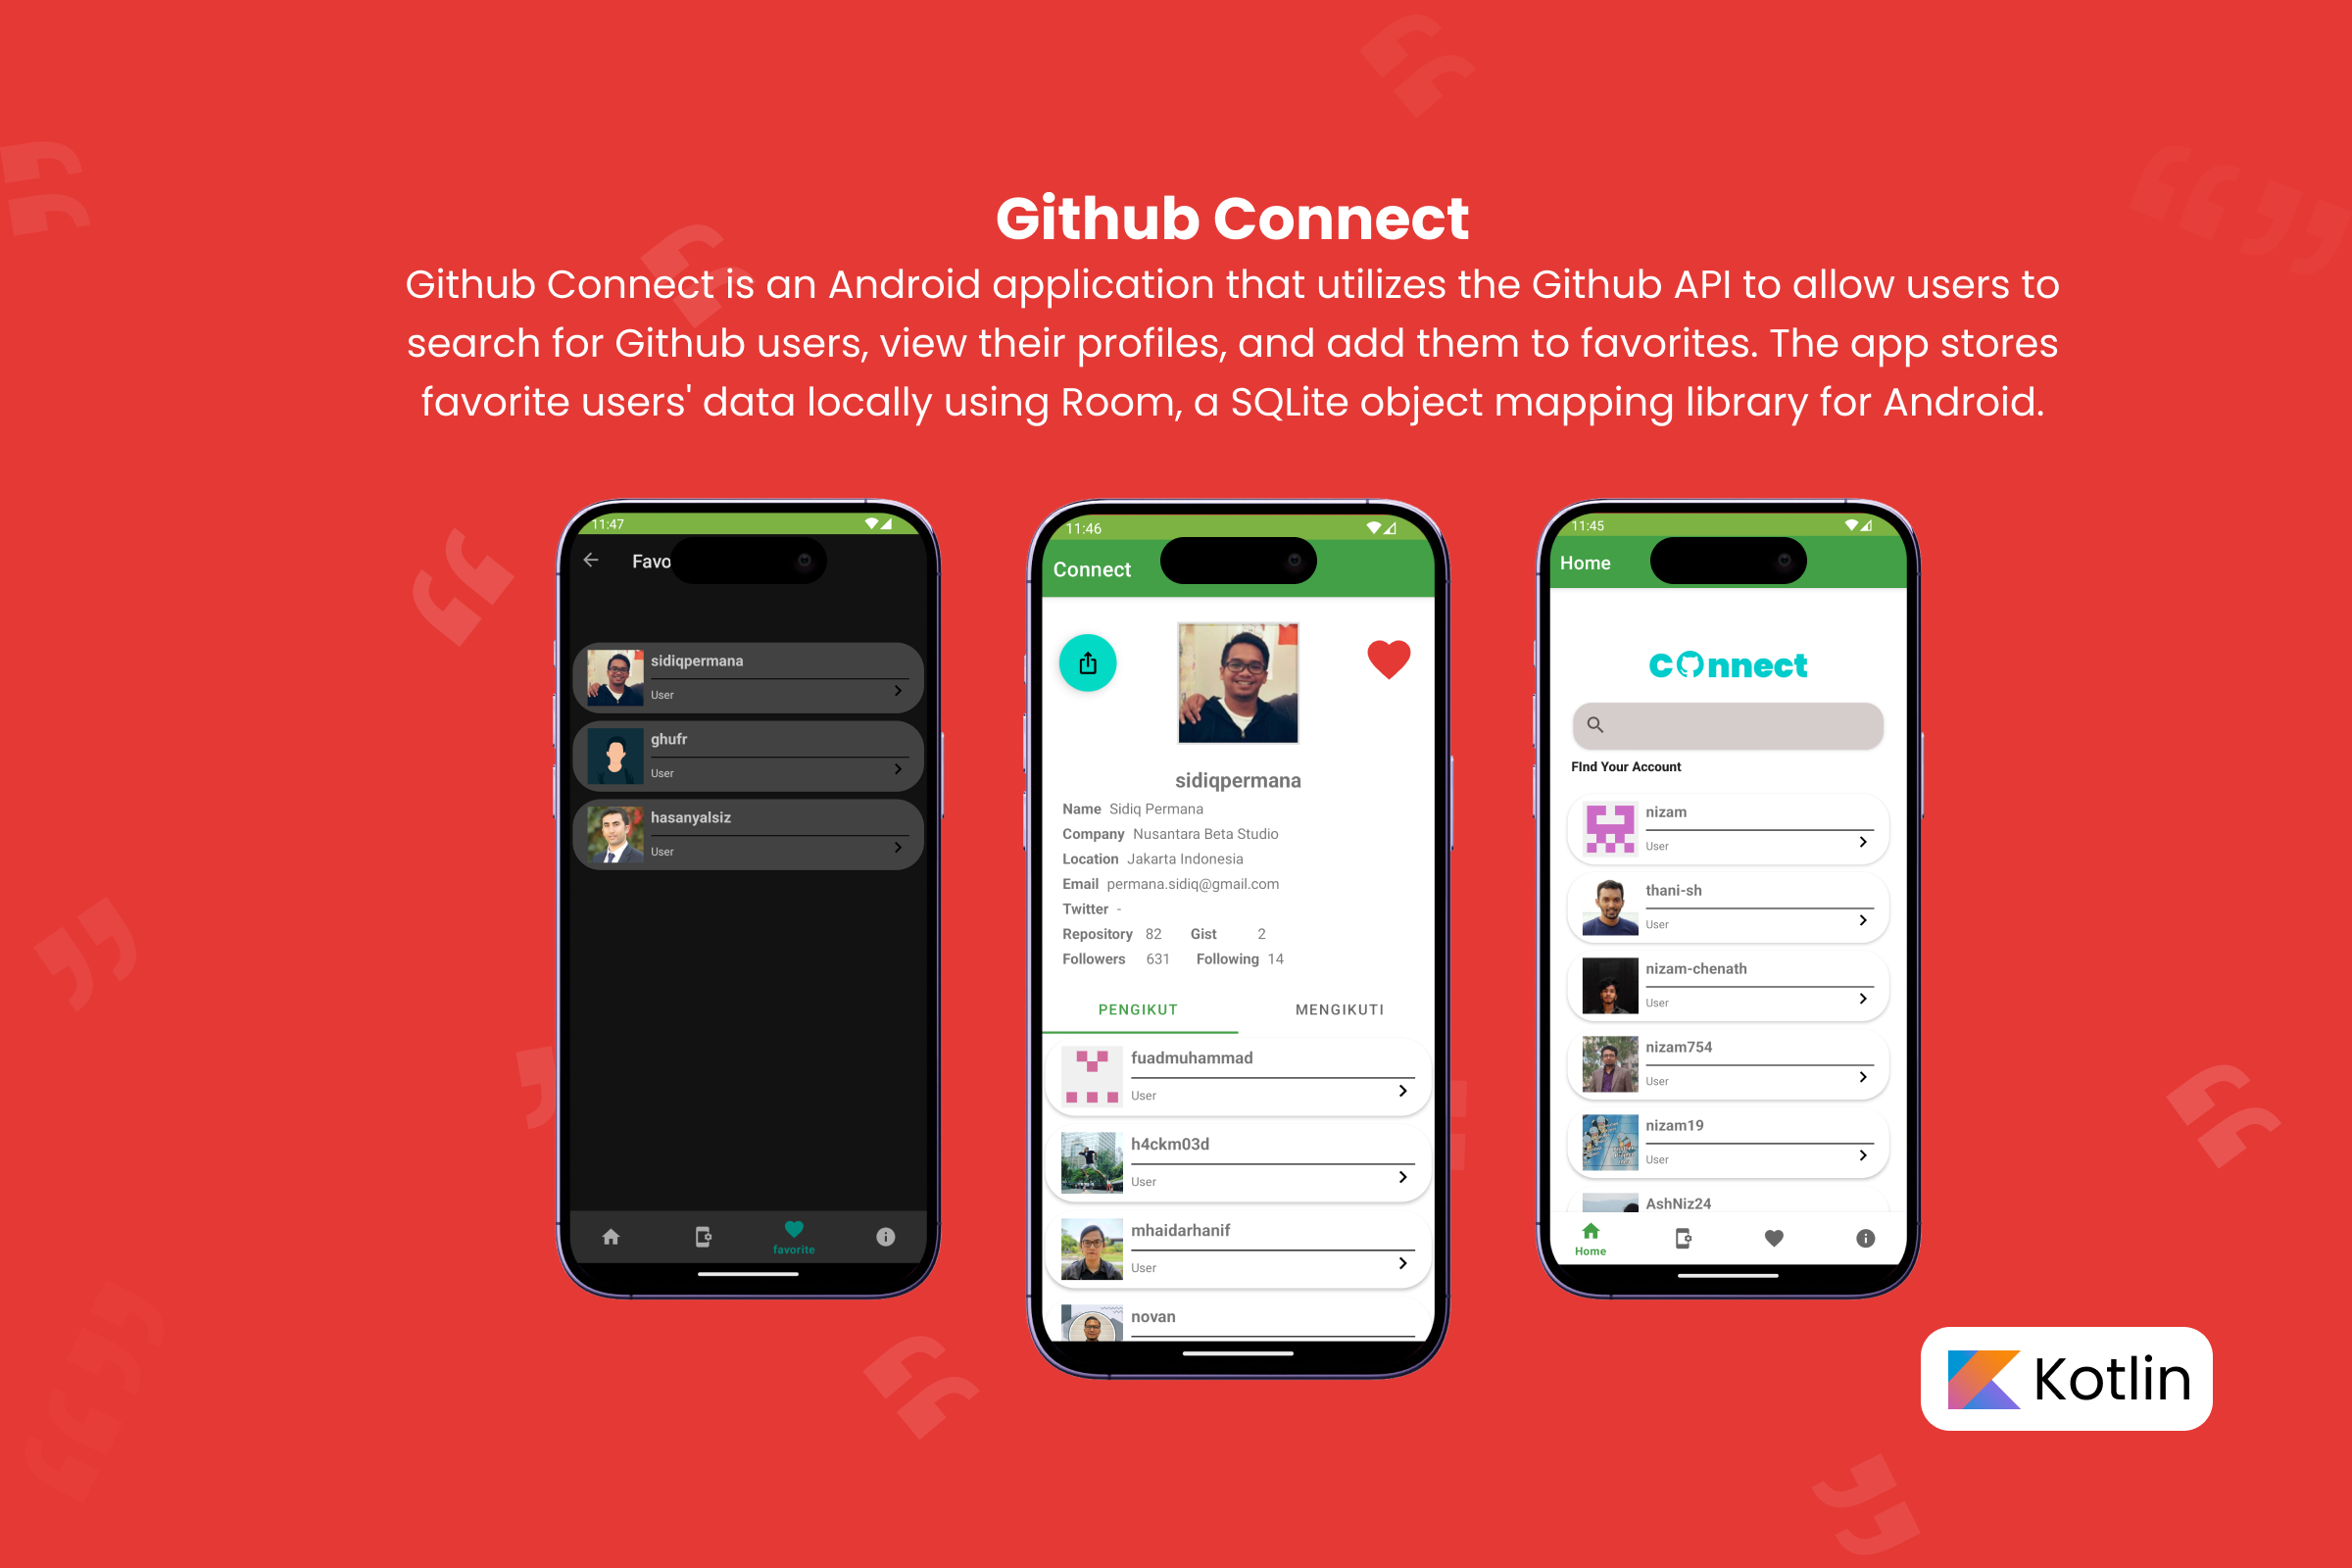 Github Connect
Github Connect is an Android application that utilizes the Github API to allow users to
search for Github users, view their profiles, and add them to favorites. The app stores
favorite users' data locally using Room, a SQLite object mapping library for Android.
11:47
Favo
sidiqpermana
User
ghufr
User
hasanyalsiz
User
favorite
11:46
Connect
sidiqpermana
Name Sidiq Permana
Company Nusantara Beta Studio
Location Jakarta Indonesia
Email permana.sidiq@gmail.com
Twitter -
Repository 82 Gist 2
Followers 631 Following 14
PENGIKUT MENGIKUTI
fuadmuhammad
User
h4ckm03d
User
mhaidarhanif
User
novan
11:45
Home
Connect
FInd Your Account
nizam
User
thani-sh
User
nizam-chenath
User
nizam754
User
nizam19
User
AshNiz24
Home
Kotlin